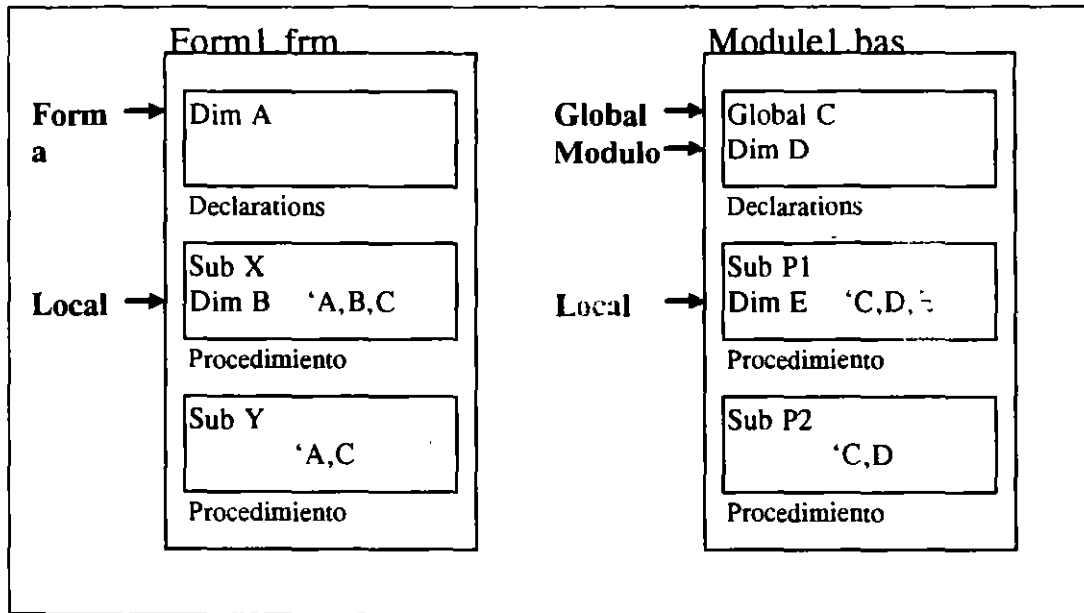 Form1.frm
Form
a
Dim A
Declarations
Local
Sub X
Dim B 'A,B,C
Procedimiento
Sub Y
'A,C
Procedimiento
Module1.bas
Global
Modulo
Global C
Dim D
Declarations
Local
Sub P1
Dim E 'C,D,
Procedimiento
Sub P2
'C,D
Procedimiento